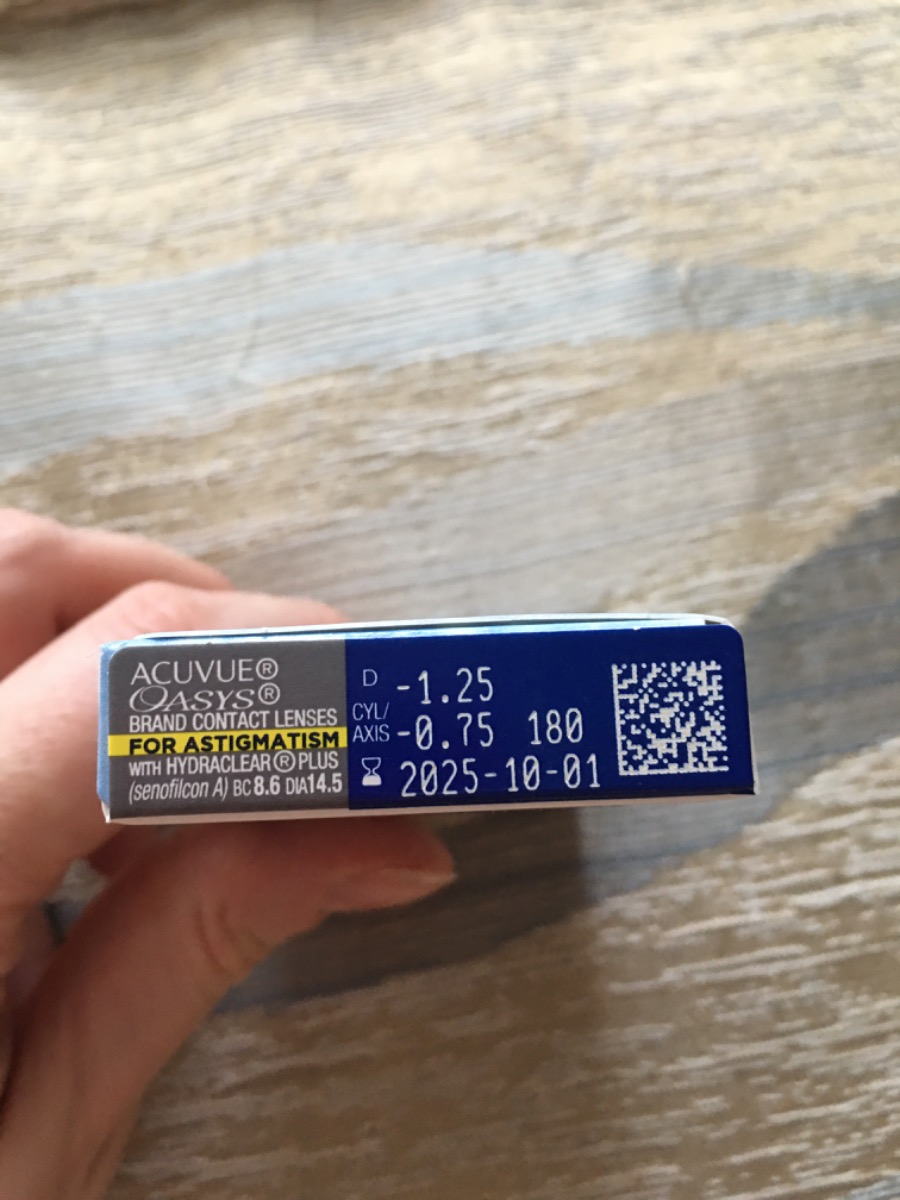 ACUVUE®
OASYS®
BRAND CONTACT LENSES
FOR ASTIGMATISM
WITH HYDRACLEAR® PLUS
(senofilcon A) BC 8.6 DIA 14.5
D -1.25
CYL/AXIS -0.75 180
2025-10-01